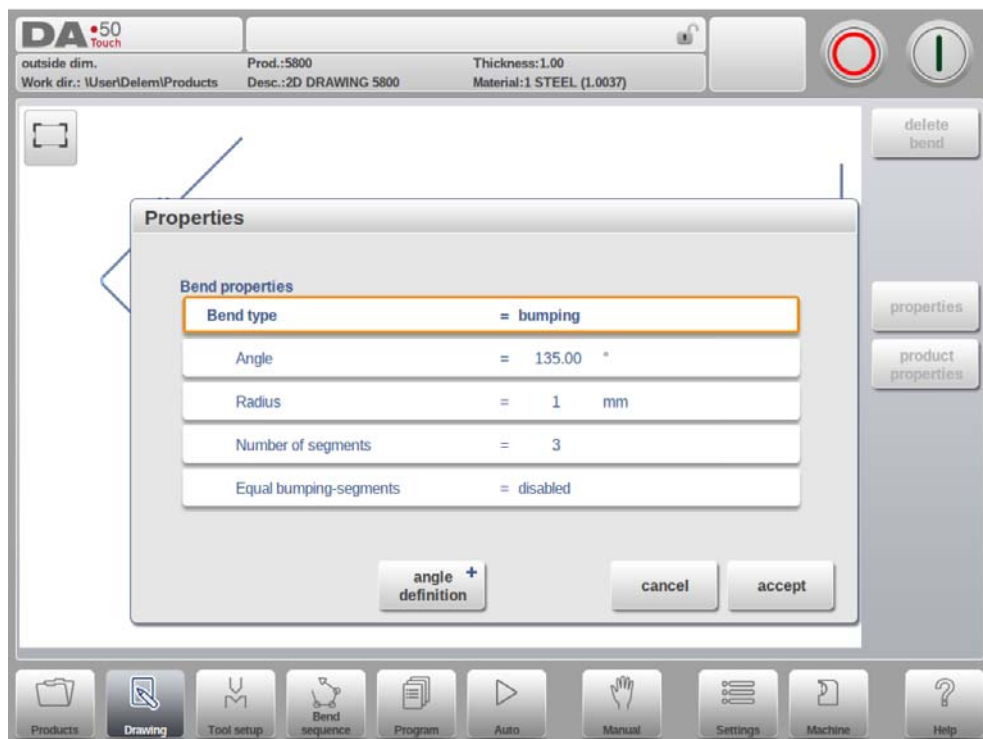 DA 50
Touch
outside dim. Prod.:5800 Thickness:1.00
Work dir.: \User\Delem\Products Desc.:2D DRAWING 5800 Material:1 STEEL (1.0037)
delete
bend
properties
product
properties
Properties
Bend properties
Bend type = bumping
Angle = 135.00 °
Radius = 1 mm
Number of segments = 3
Equal bumping-segments = disabled
angle +
definition
cancel
accept
Products
Drawing
Tool setup
Bend
sequence
Program
Auto
Manual
Settings
Machine
Help